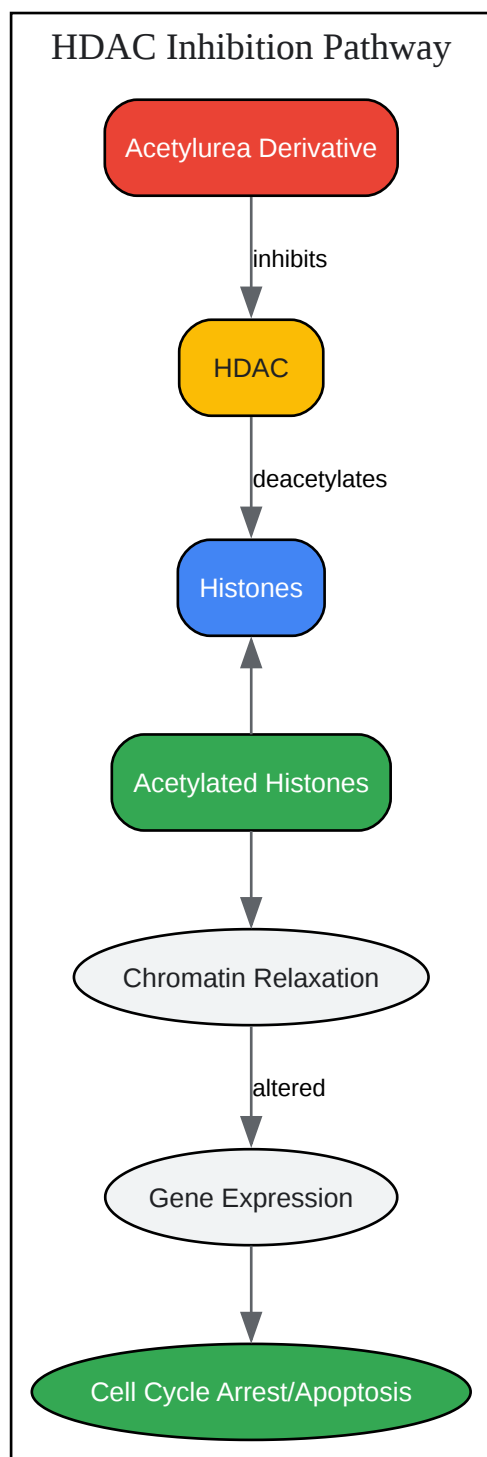 HDAC Inhibition Pathway
Acetylurea Derivative
inhibits
HDAC
deacetylates
Histones
Acetylated Histones
Chromatin Relaxation
altered
Gene Expression
Cell Cycle Arrest/Apoptosis